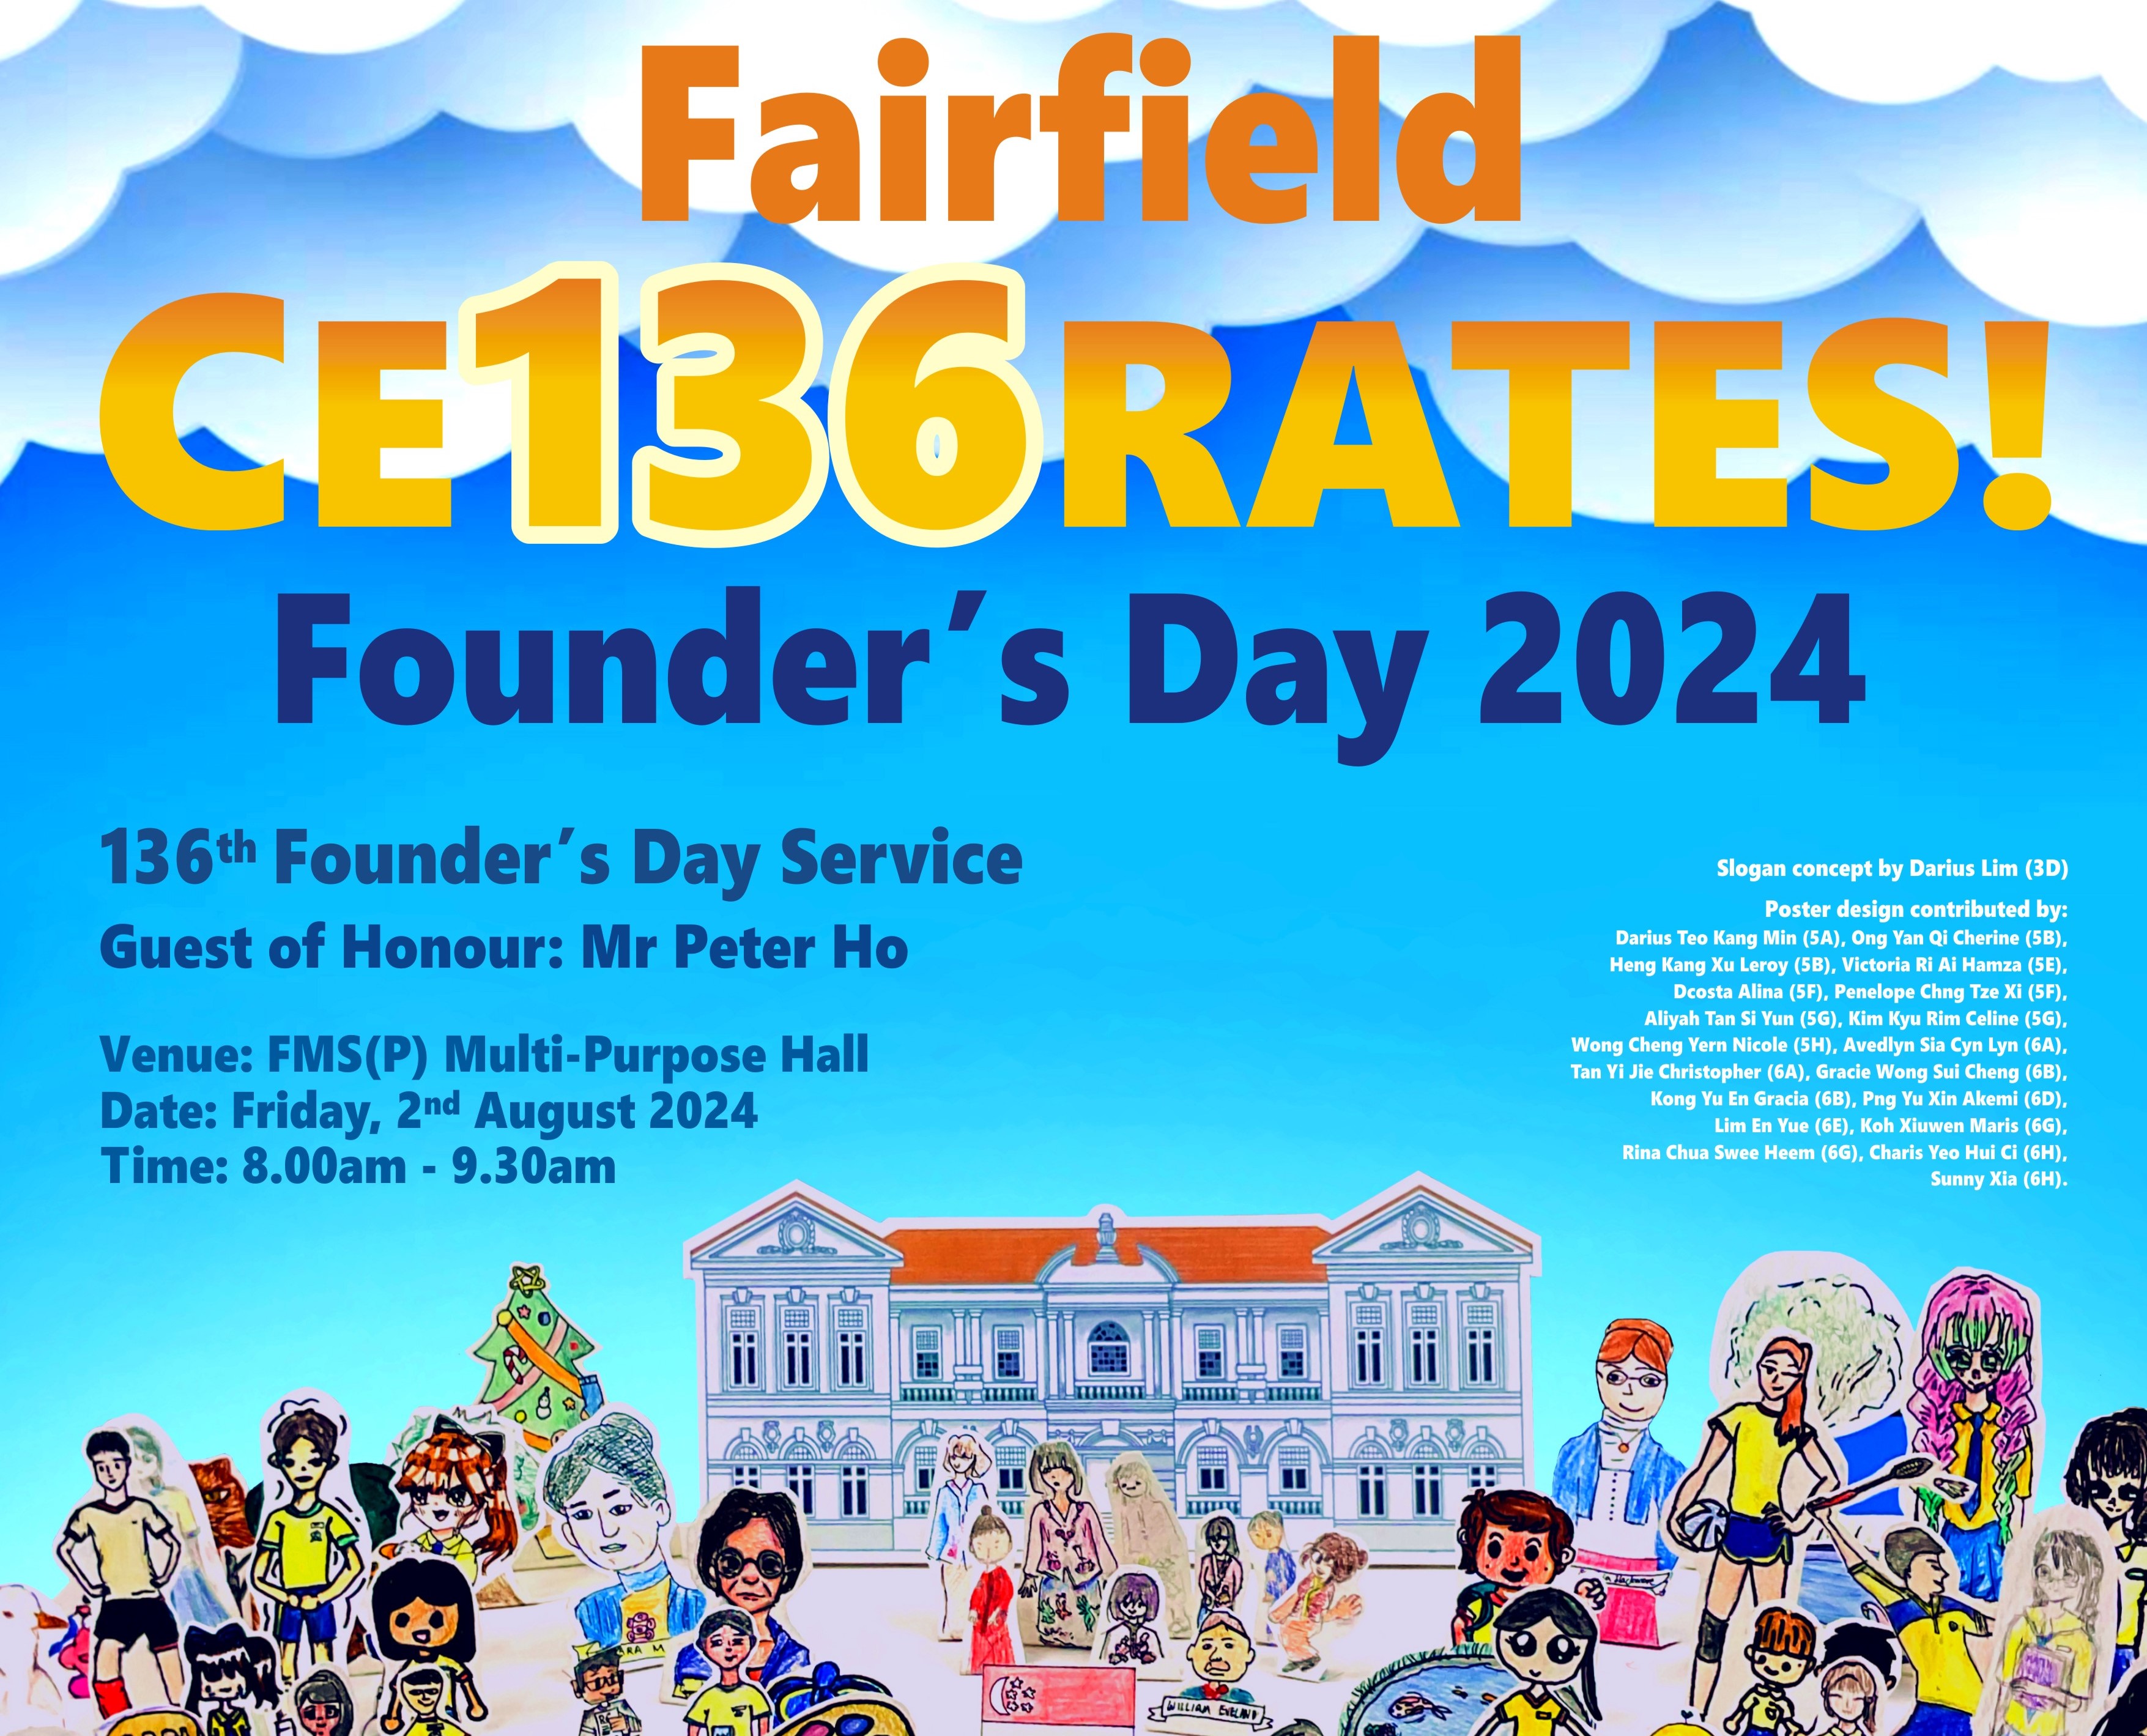 Fairfield
CE136RATES!
Founder's Day 2024
136th Founder's Day Service
Guest of Honour: Mr Peter Ho
Venue: FMS(P) Multi-Purpose Hall
Date: Friday, 2nd August 2024
Time: 8.00am - 9.30am
Slogan concept by Darius Lim (3D)
Poster design contributed by:
Darius Teo Kang Min (5A), Ong Yan Qi Cherine (5B),
Heng Kang Xu Leroy (5B), Victoria Ri Ai Hamza (5E),
Dcosta Alina (5F), Penelope Chng Tze Xi (5F),
Aliyah Tan Si Yun (5G), Kim Kyu Rim Celine (5G),
Wong Cheng Yern Nicole (5H), Avedlyn Sia Cyn Lyn (6A),
Tan Yi Jie Christopher (6A), Gracie Wong Sui Cheng (6B),
Kong Yu En Gracia (6B), Png Yu Xin Akemi (6D),
Lim En Yue (6E), Koh Xiuwen Maris (6G),
Rina Chua Swee Heem (6G), Charis Yeo Hui Ci (6H),
Sunny Xia (6H).
WILLIAM